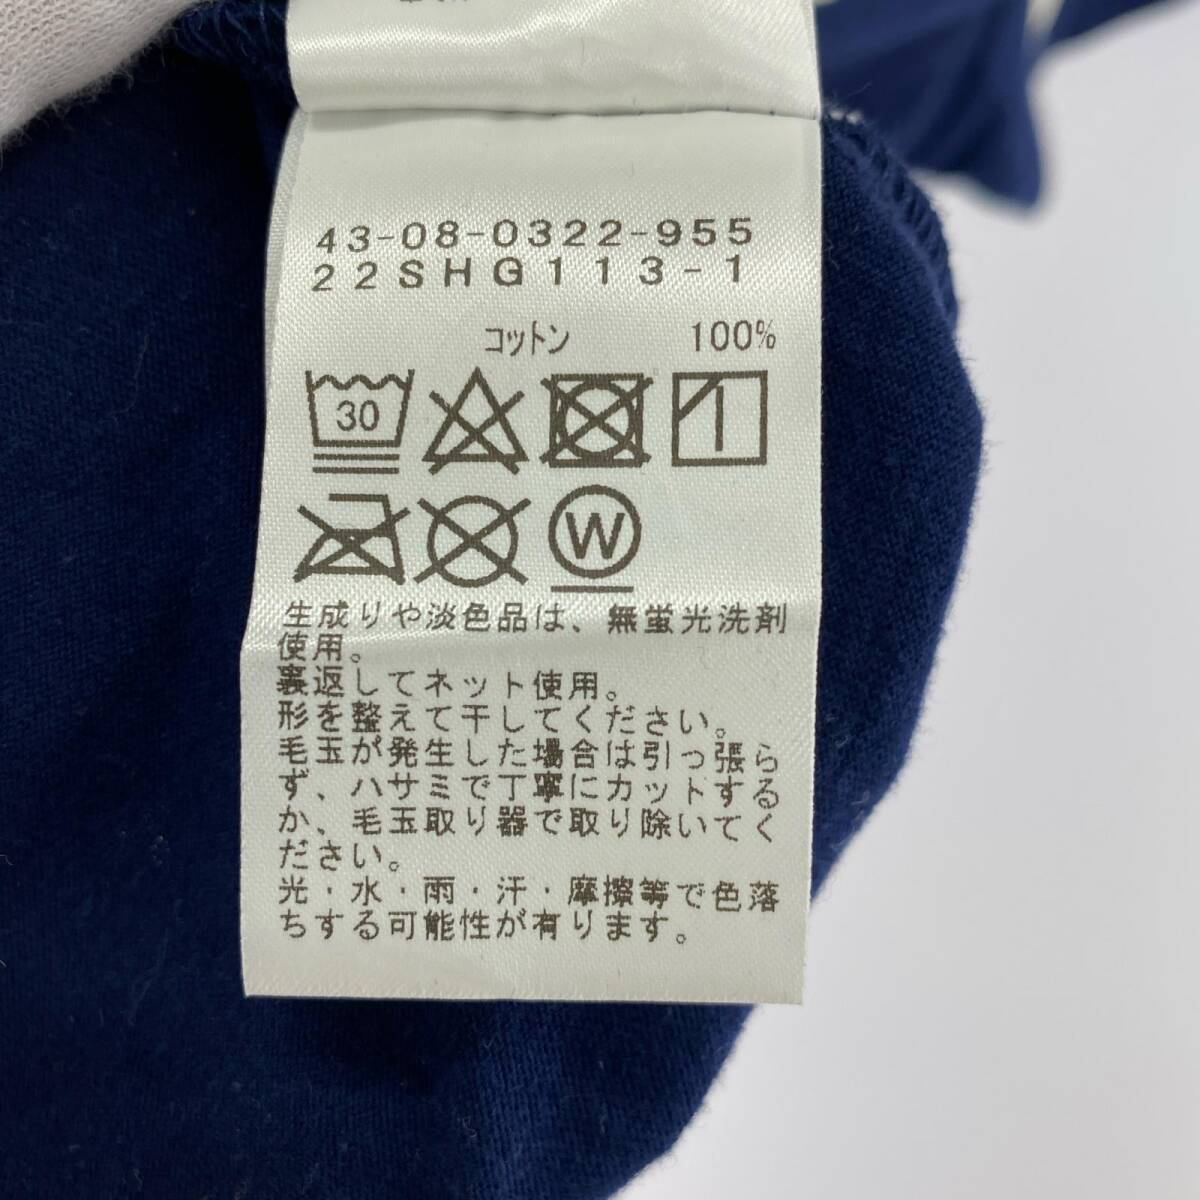 43-08-0322-955
22SHG113-1
コットン 100%
30
W
生成りや淡色品は、無蛍光洗剤
使用。
裏返してネット使用。
形を整えて干してください。
毛玉が発生した場合は引っ張ら
ず、ハサミで丁寧にカットする
か、毛玉取り器で取り除いてく
ださい。
光・水・雨・汗・摩擦等で色落
ちする可能性が有ります。